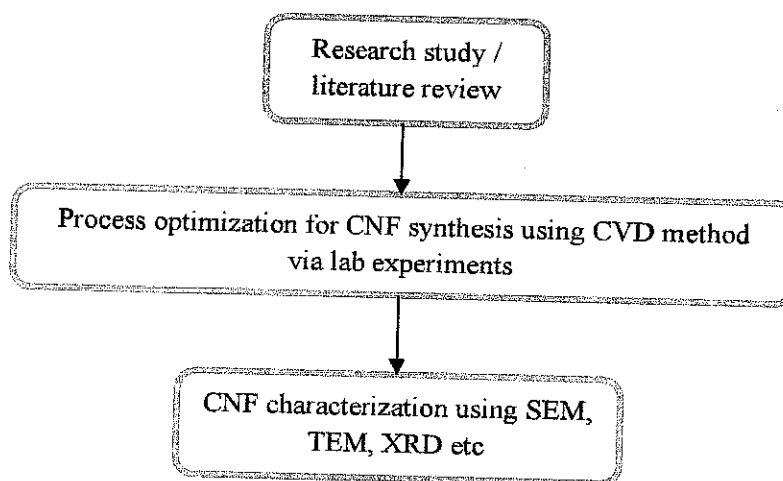 Research study /
literature review
Process optimization for CNF synthesis using CVD method
via lab experiments
CNF characterization using SEM,
TEM, XRD etc